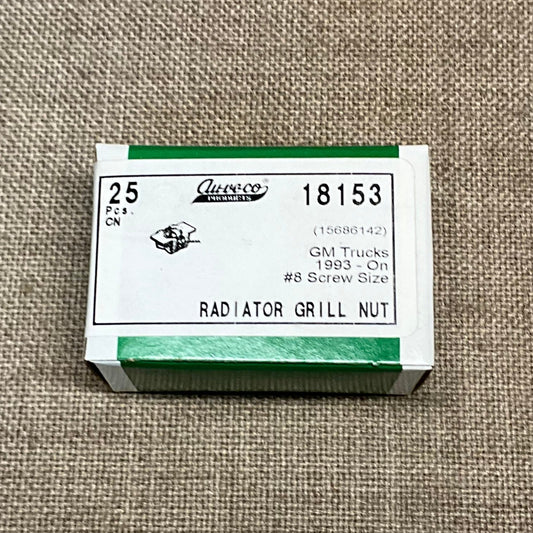 25
Pcs.
CN
Auveco
PRODUCTS
18153
(15686142)
GM Trucks
1993 - On
#8 Screw Size
RADIATOR GRILL NUT